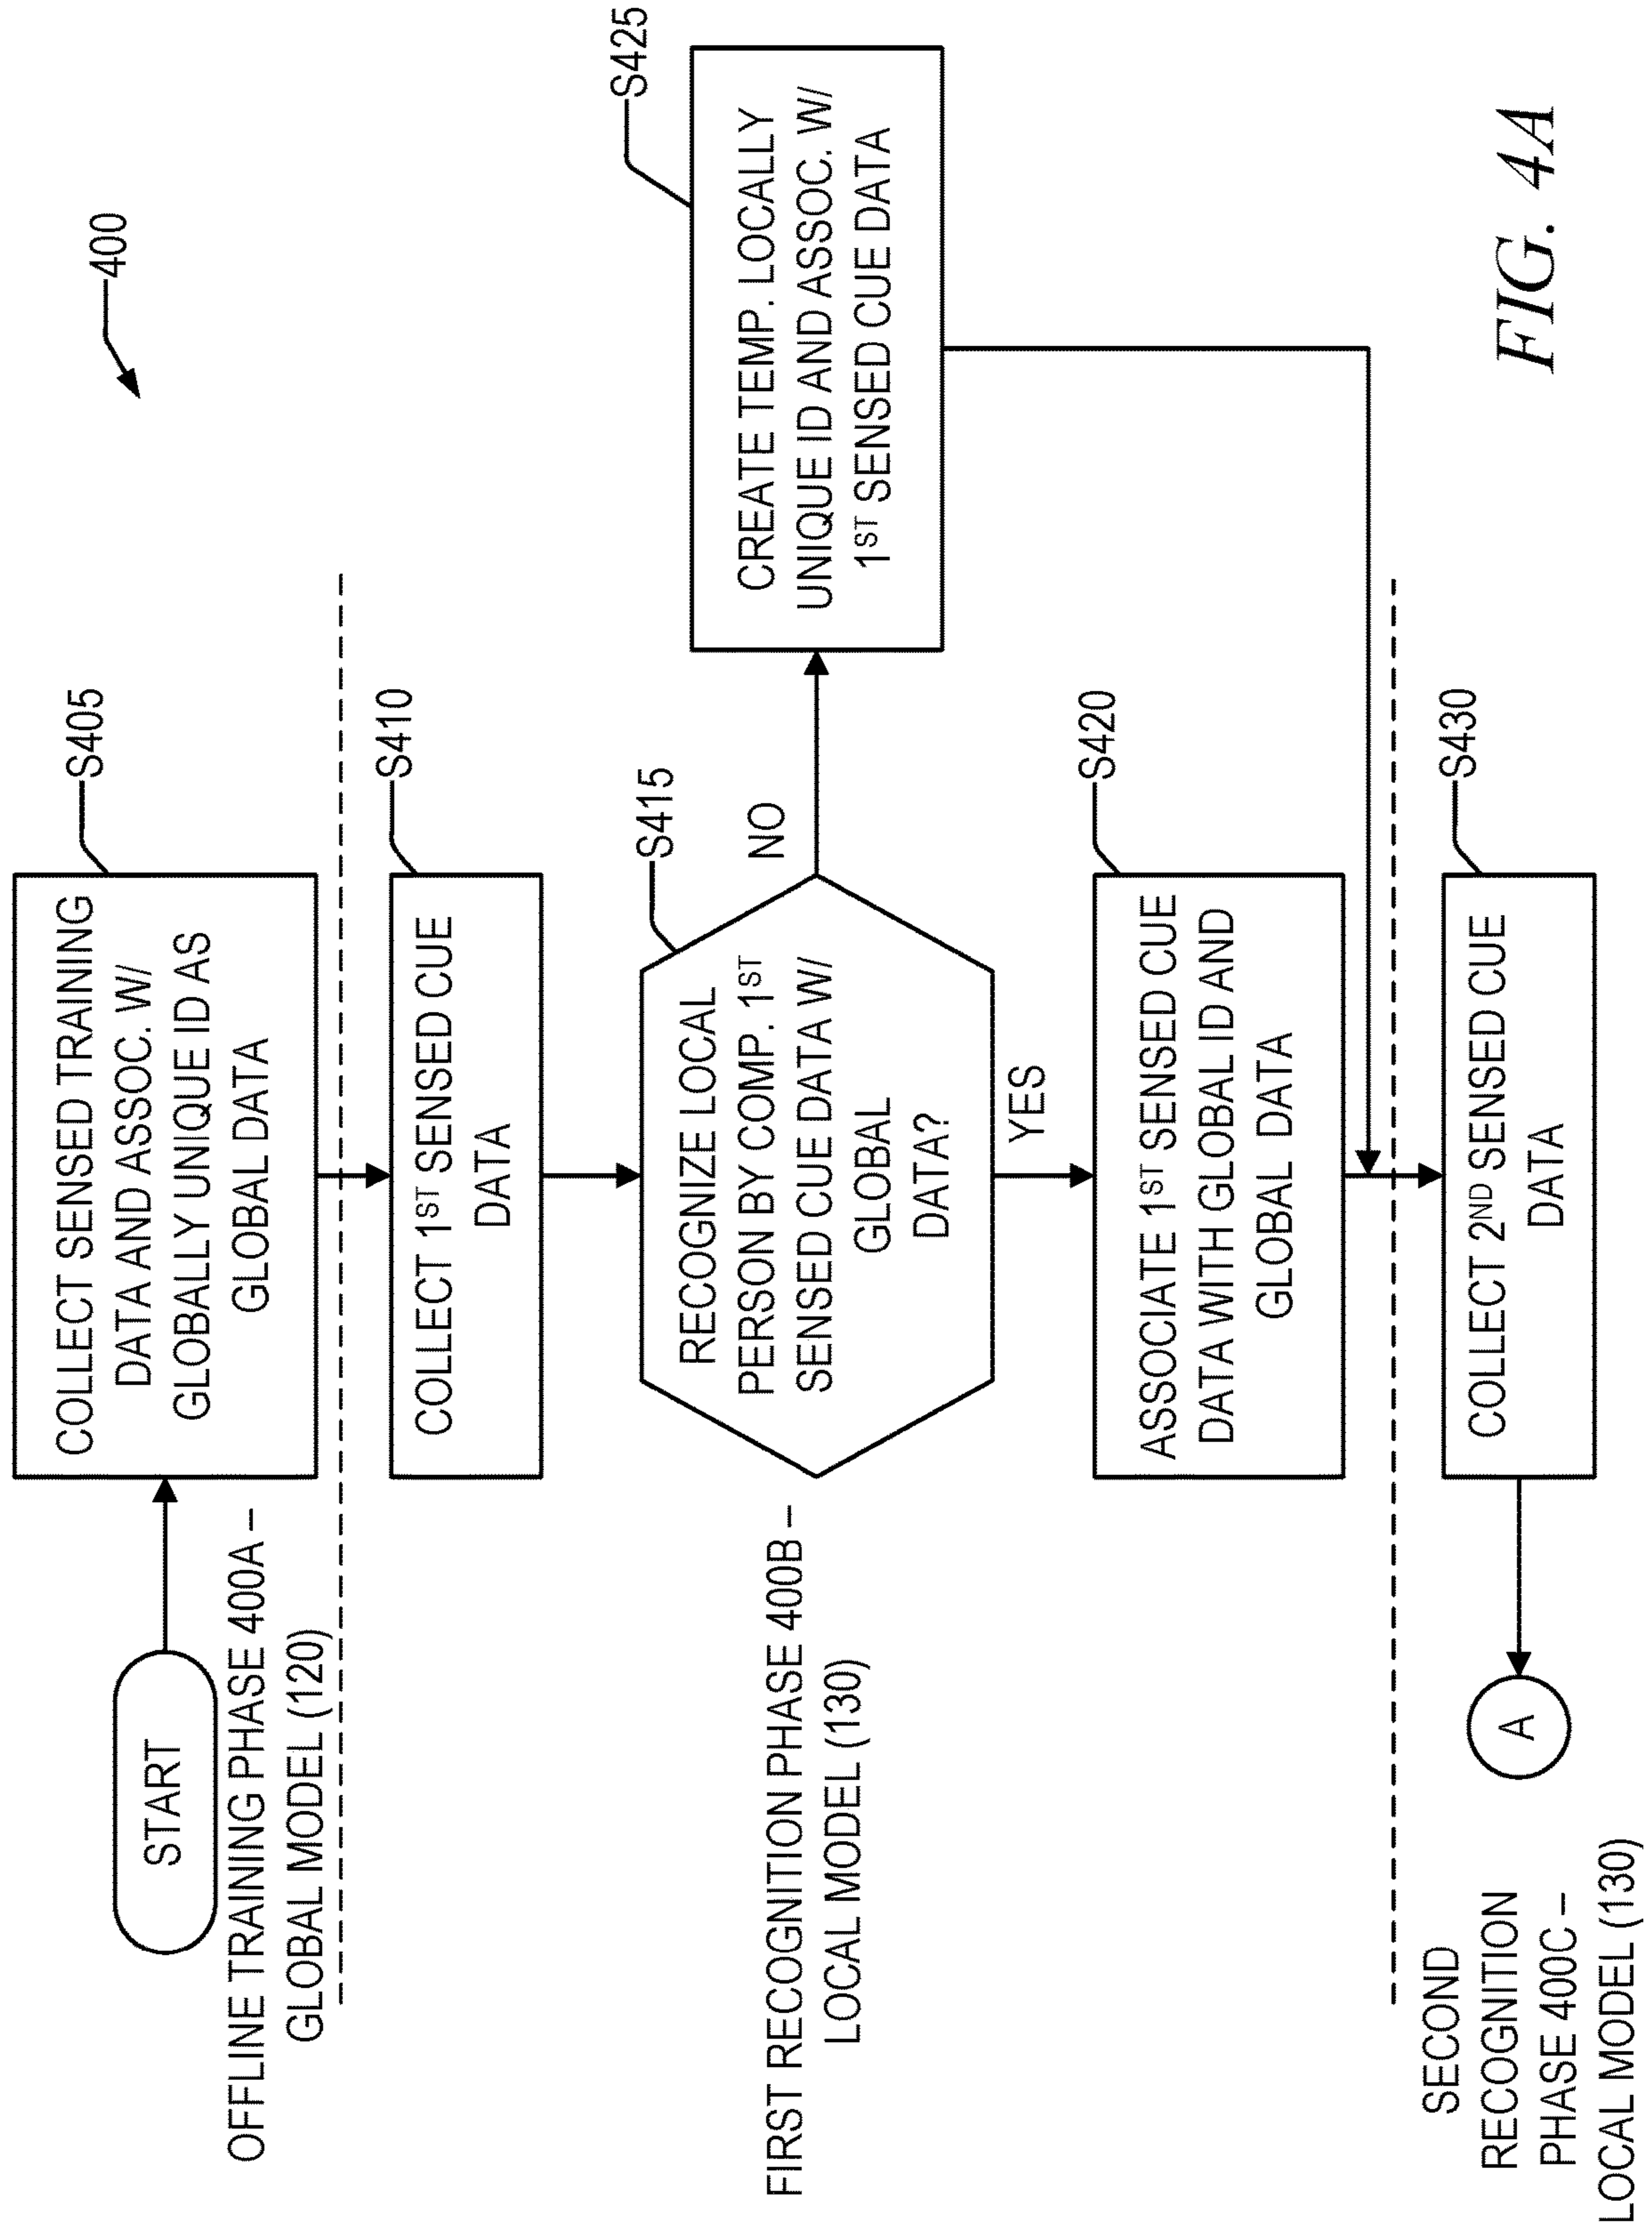 400
START
COLLECT SENSED TRAINING
DATA AND ASSOC. W/
GLOBALLY UNIQUE ID AS
GLOBAL DATA
S405
OFFLINE TRAINING PHASE 400A –
GLOBAL MODEL (120)
COLLECT 1ST SENSED CUE
DATA
S410
FIRST RECOGNITION PHASE 400B –
LOCAL MODEL (130)
RECOGNIZE LOCAL
PERSON BY COMP. 1ST
SENSED CUE DATA W/
GLOBAL
DATA?
S415
NO
YES
CREATE TEMP. LOCALLY
UNIQUE ID AND ASSOC. W/
1ST SENSED CUE DATA
S425
ASSOCIATE 1ST SENSED CUE
DATA WITH GLOBAL ID AND
GLOBAL DATA
S420
SECOND
RECOGNITION
PHASE 400C –
LOCAL MODEL (130)
A
COLLECT 2ND SENSED CUE
DATA
S430
FIG. 4A